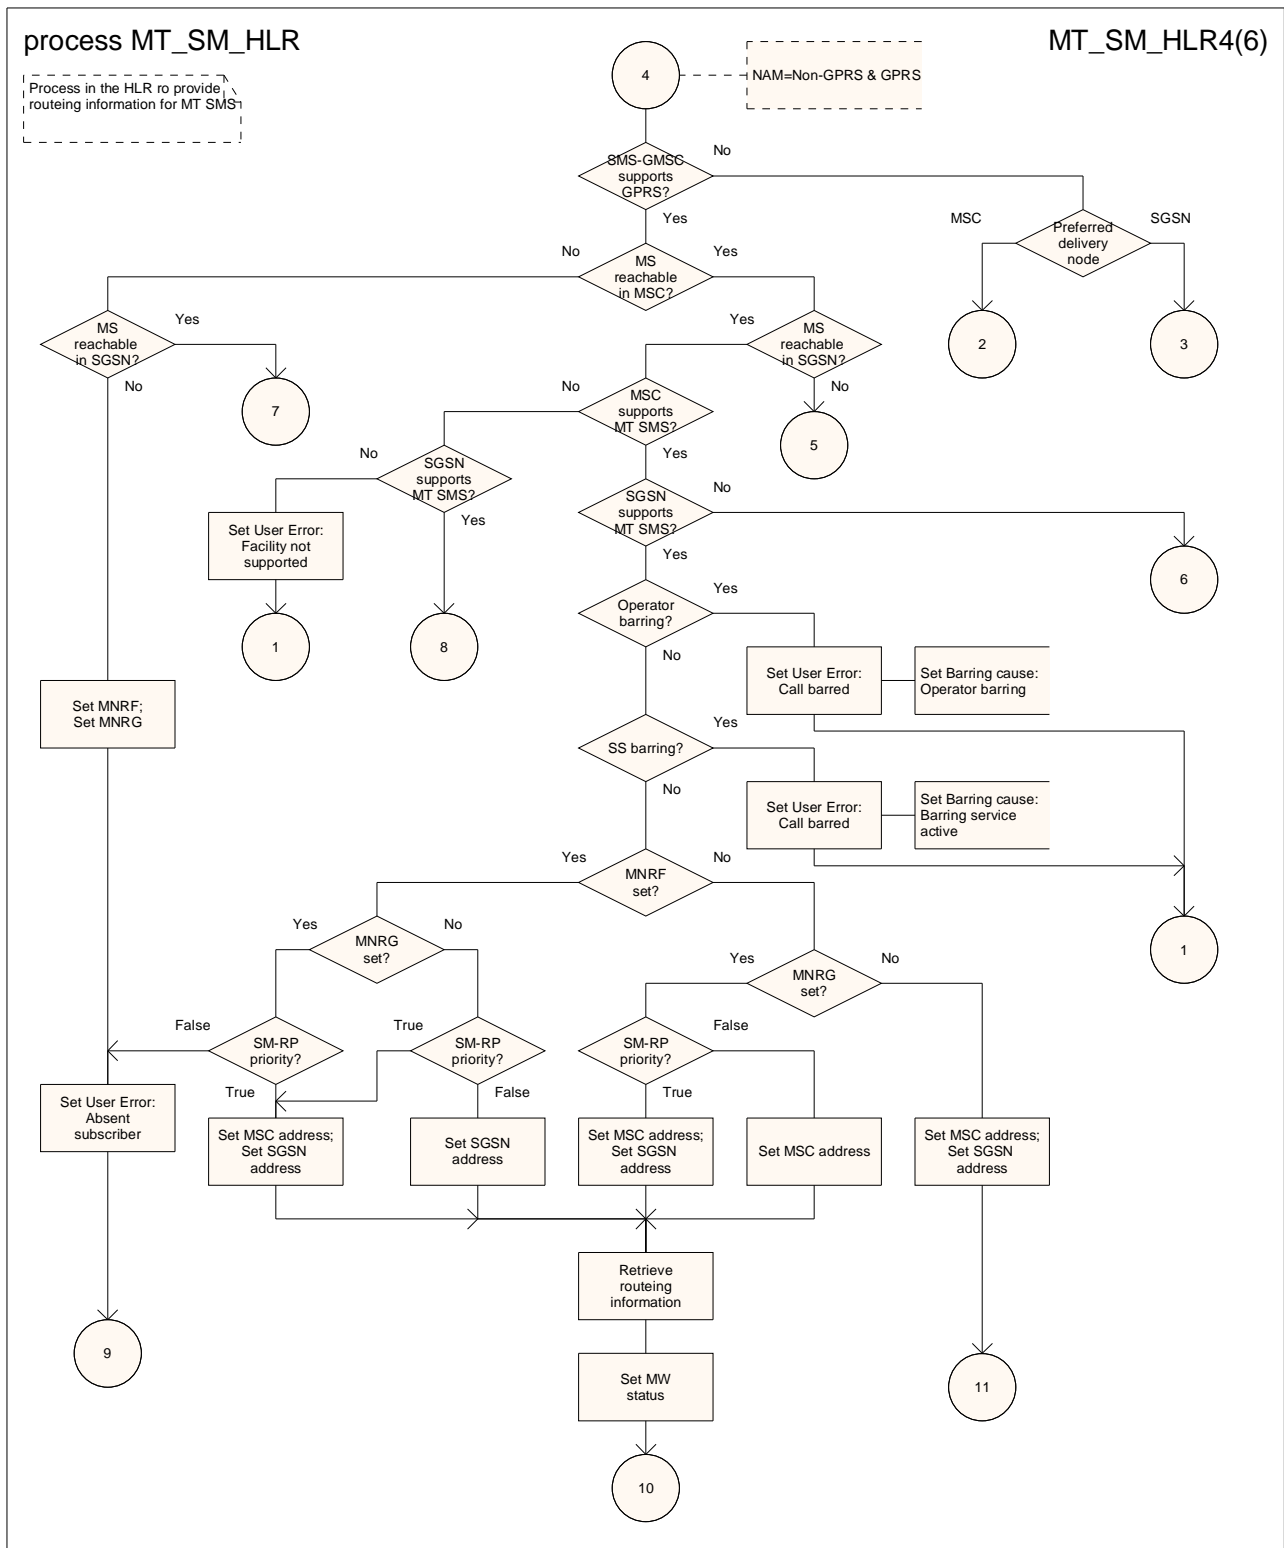 process MT_SM_HLR
MT_SM_HLR4(6)
Process in the HLR ro provide
routeing information for MT SMS
4
NAM=Non-GPRS & GPRS
SMS-GMSC
supports
GPRS?
No
Yes
MSC
Preferred
delivery
node
SGSN
No
MS
reachable
in MSC?
Yes
MS
reachable
in SGSN?
Yes
No
Yes
MS
reachable
in SGSN?
No
2
3
7
5
No
MSC
supports
MT SMS?
Yes
No
SGSN
supports
MT SMS?
Yes
SGSN
supports
MT SMS?
No
Yes
Set User Error:
Facility not
supported
6
1
8
Operator
barring?
Yes
No
Set User Error:
Call barred
Set Barring cause:
Operator barring
Set MNRF;
Set MNRG
SS barring?
Yes
No
Set User Error:
Call barred
Set Barring cause:
Barring service
active
Yes
MNRF
set?
No
1
Yes
MNRG
set?
No
Yes
MNRG
set?
No
False
SM-RP
priority?
True
True
SM-RP
priority?
False
SM-RP
priority?
False
True
Set User Error:
Absent
subscriber
Set MSC address;
Set SGSN
address
Set SGSN
address
Set MSC address;
Set SGSN
address
Set MSC address
Set MSC address;
Set SGSN
address
Retrieve
routeing
information
9
Set MW
status
11
10